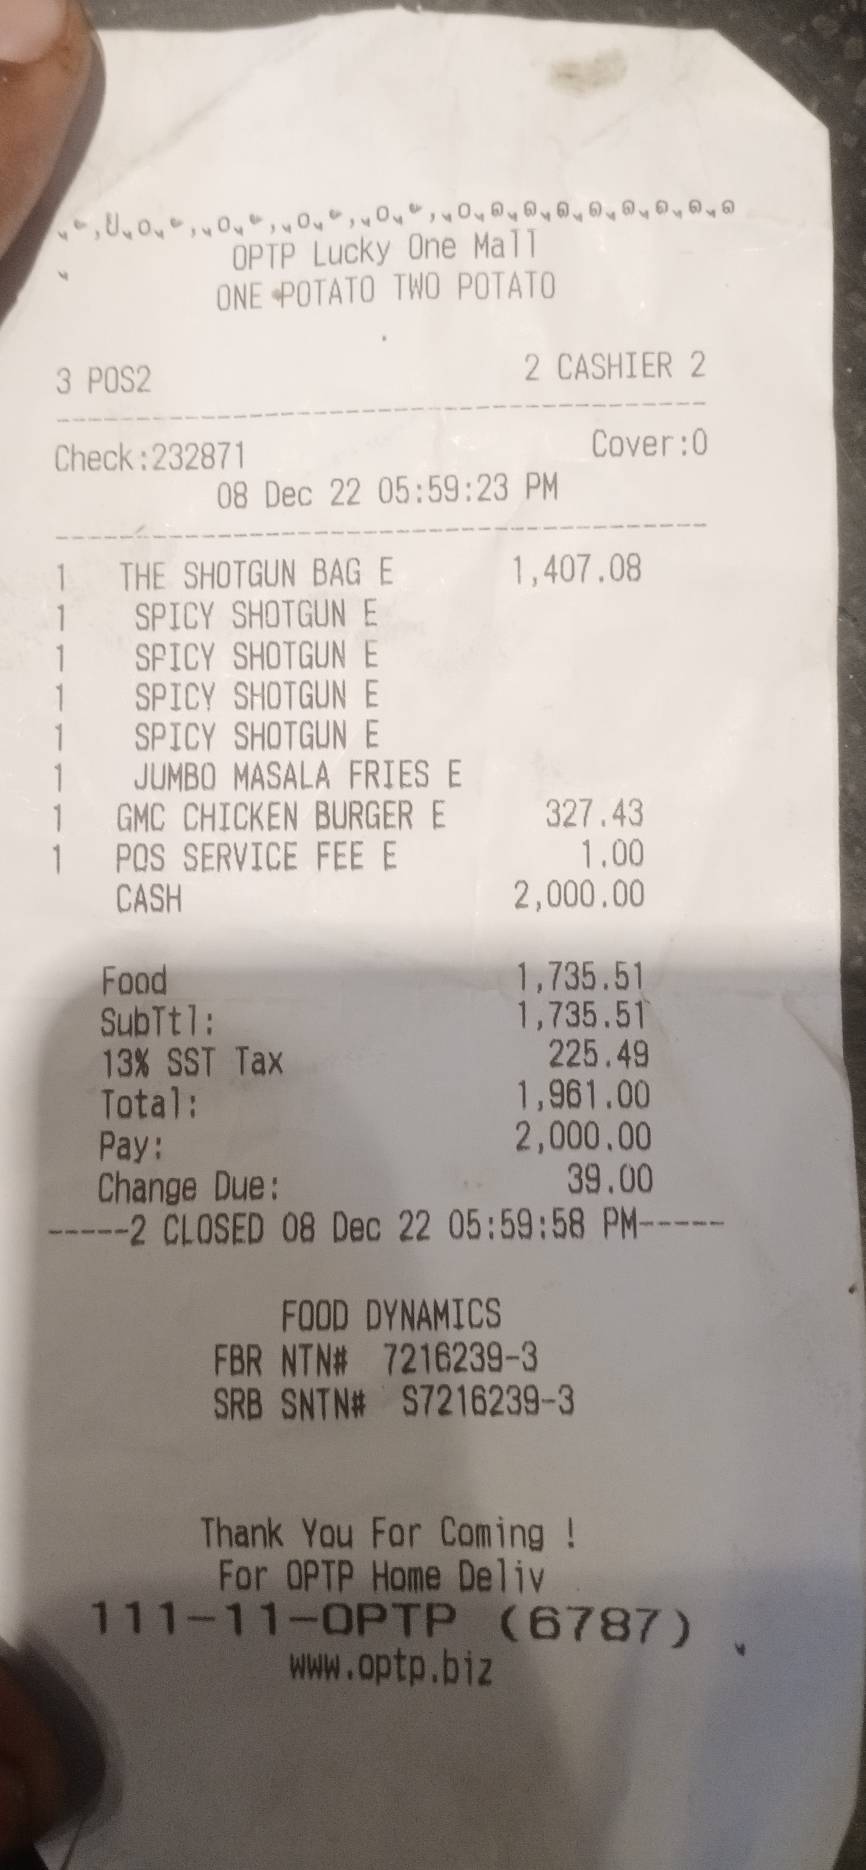 OPTP Lucky One Mall
ONE POTATO TWO POTATO
3 POS2 2 CASHIER 2
Check:232871 Cover:0
08 Dec 22 05:59:23 PM
1 THE SHOTGUN BAG E 1,407.08
1 SPICY SHOTGUN E
1 SPICY SHOTGUN E
1 SPICY SHOTGUN E
1 SPICY SHOTGUN E
1 JUMBO MASALA FRIES E
1 GMC CHICKEN BURGER E 327.43
1 POS SERVICE FEE E 1.00
CASH 2,000.00
Food 1,735.51
SubTtl: 1,735.51
13% SST Tax 225.49
Total: 1,961.00
Pay: 2,000.00
Change Due: 39.00
-----2 CLOSED 08 Dec 22 05:59:58 PM-----
FOOD DYNAMICS
FBR NTN# 7216239-3
SRB SNTN# S7216239-3
Thank You For Coming !
For OPTP Home Deliv
111-11-OPTP (6787)
www.optp.biz